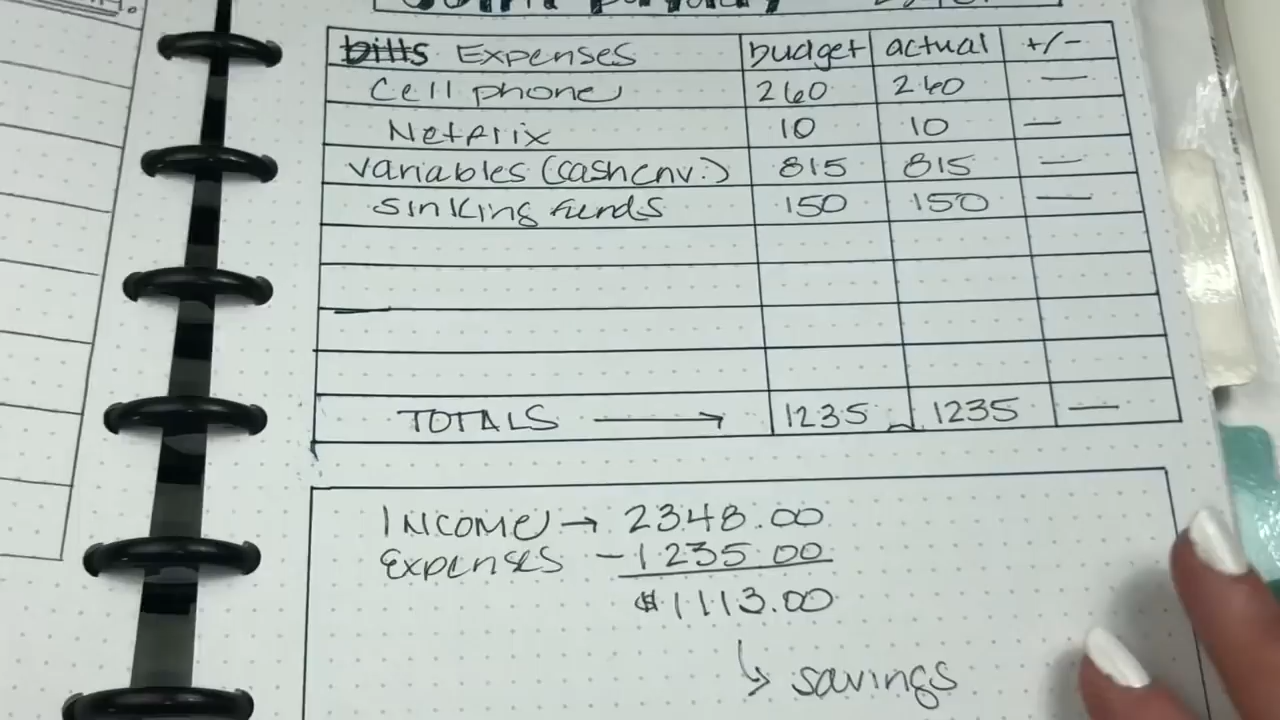 bills Expenses budget actual +/-
Cell phone 260 260 —
Netflix 10 10 —
variables (cash env.) 815 815 —
sinking funds 150 150 —
TOTALS → 1235 1235 —
INCOME → 2348.00
Expenses - 1235.00
$1113.00
↳ savings